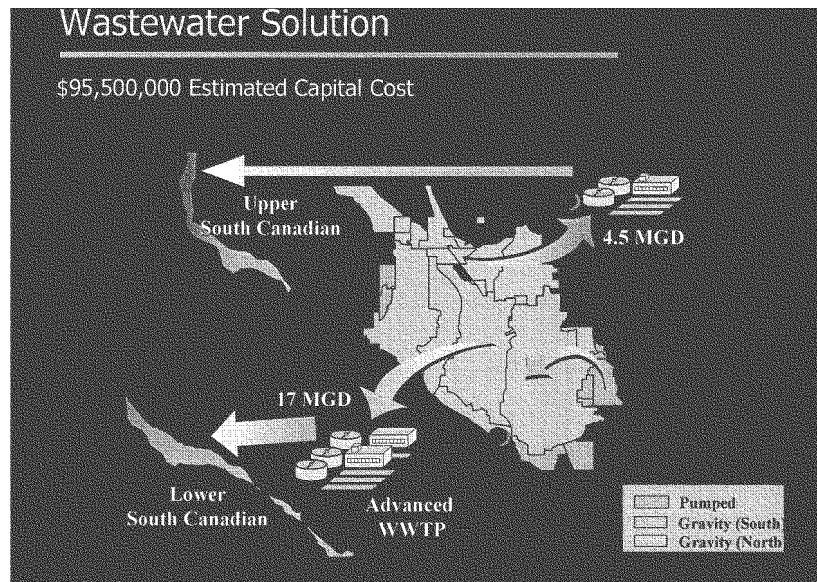 Wastewater Solution
$95,500,000 Estimated Capital Cost
Upper
South Canadian
4.5 MGD
17 MGD
Lower
South Canadian
Advanced
WWTP
Pumped
Gravity (South
Gravity (North